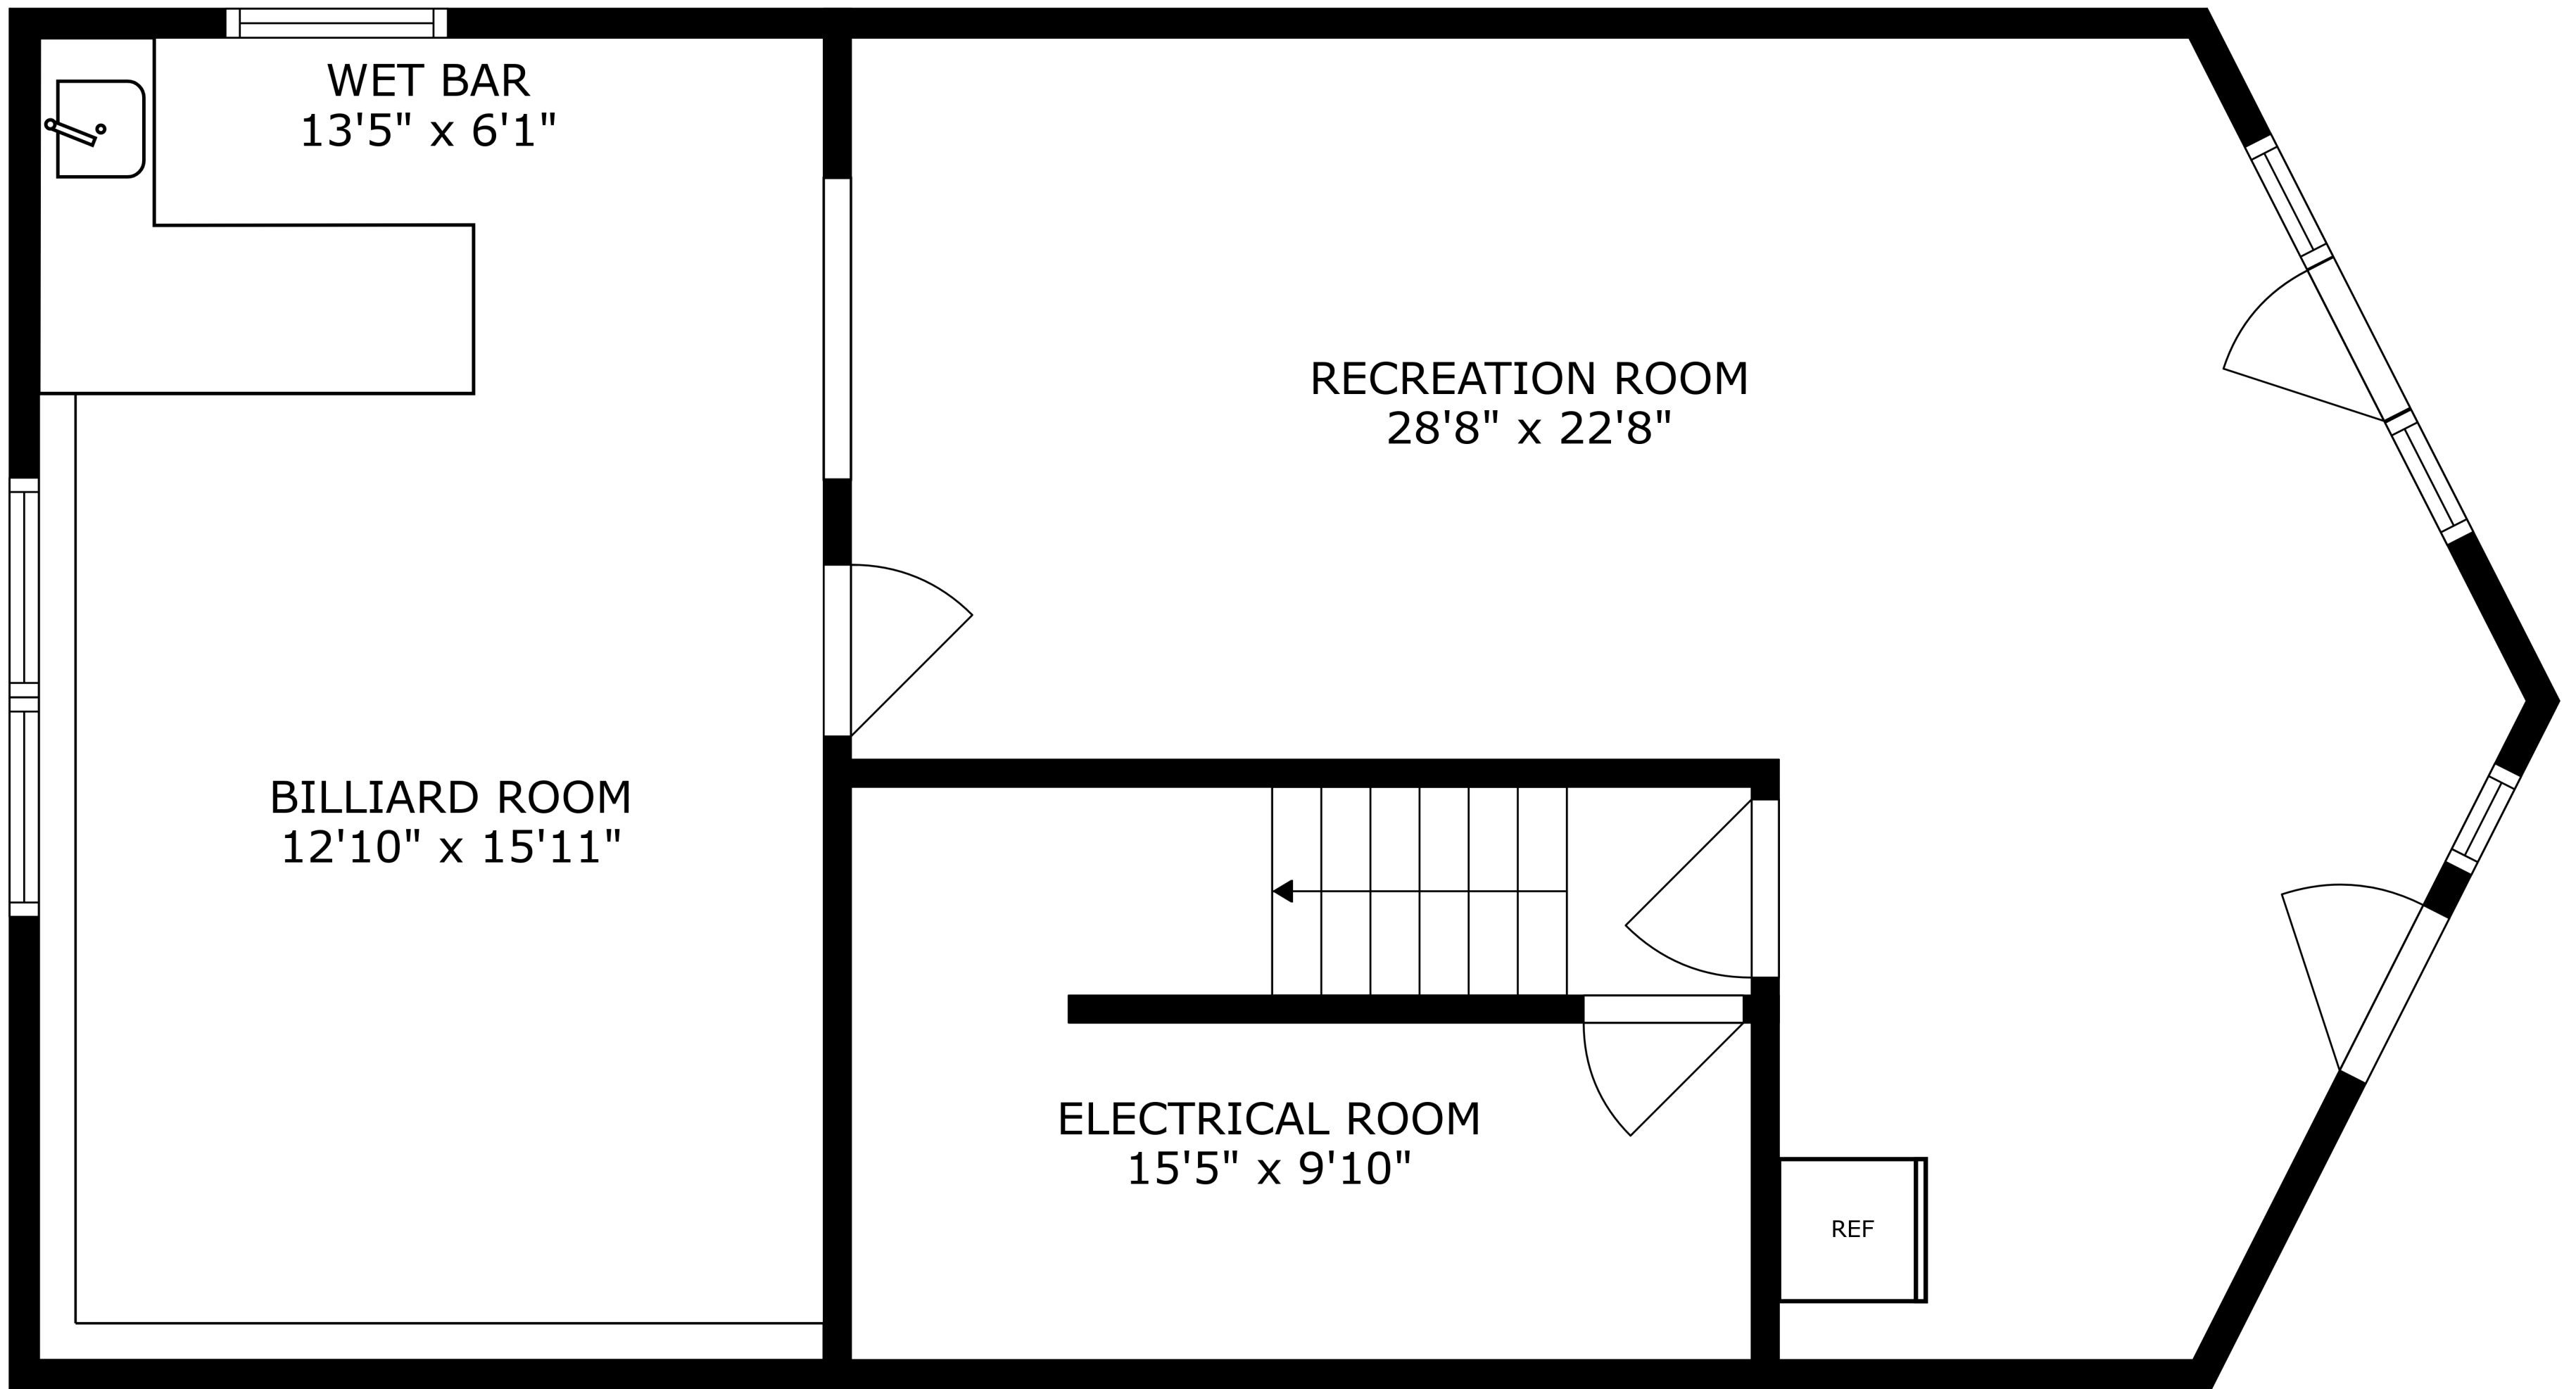 WET BAR
13'5" x 6'1"
RECREATION ROOM
28'8" x 22'8"
BILLIARD ROOM
12'10" x 15'11"
ELECTRICAL ROOM
15'5" x 9'10"
REF